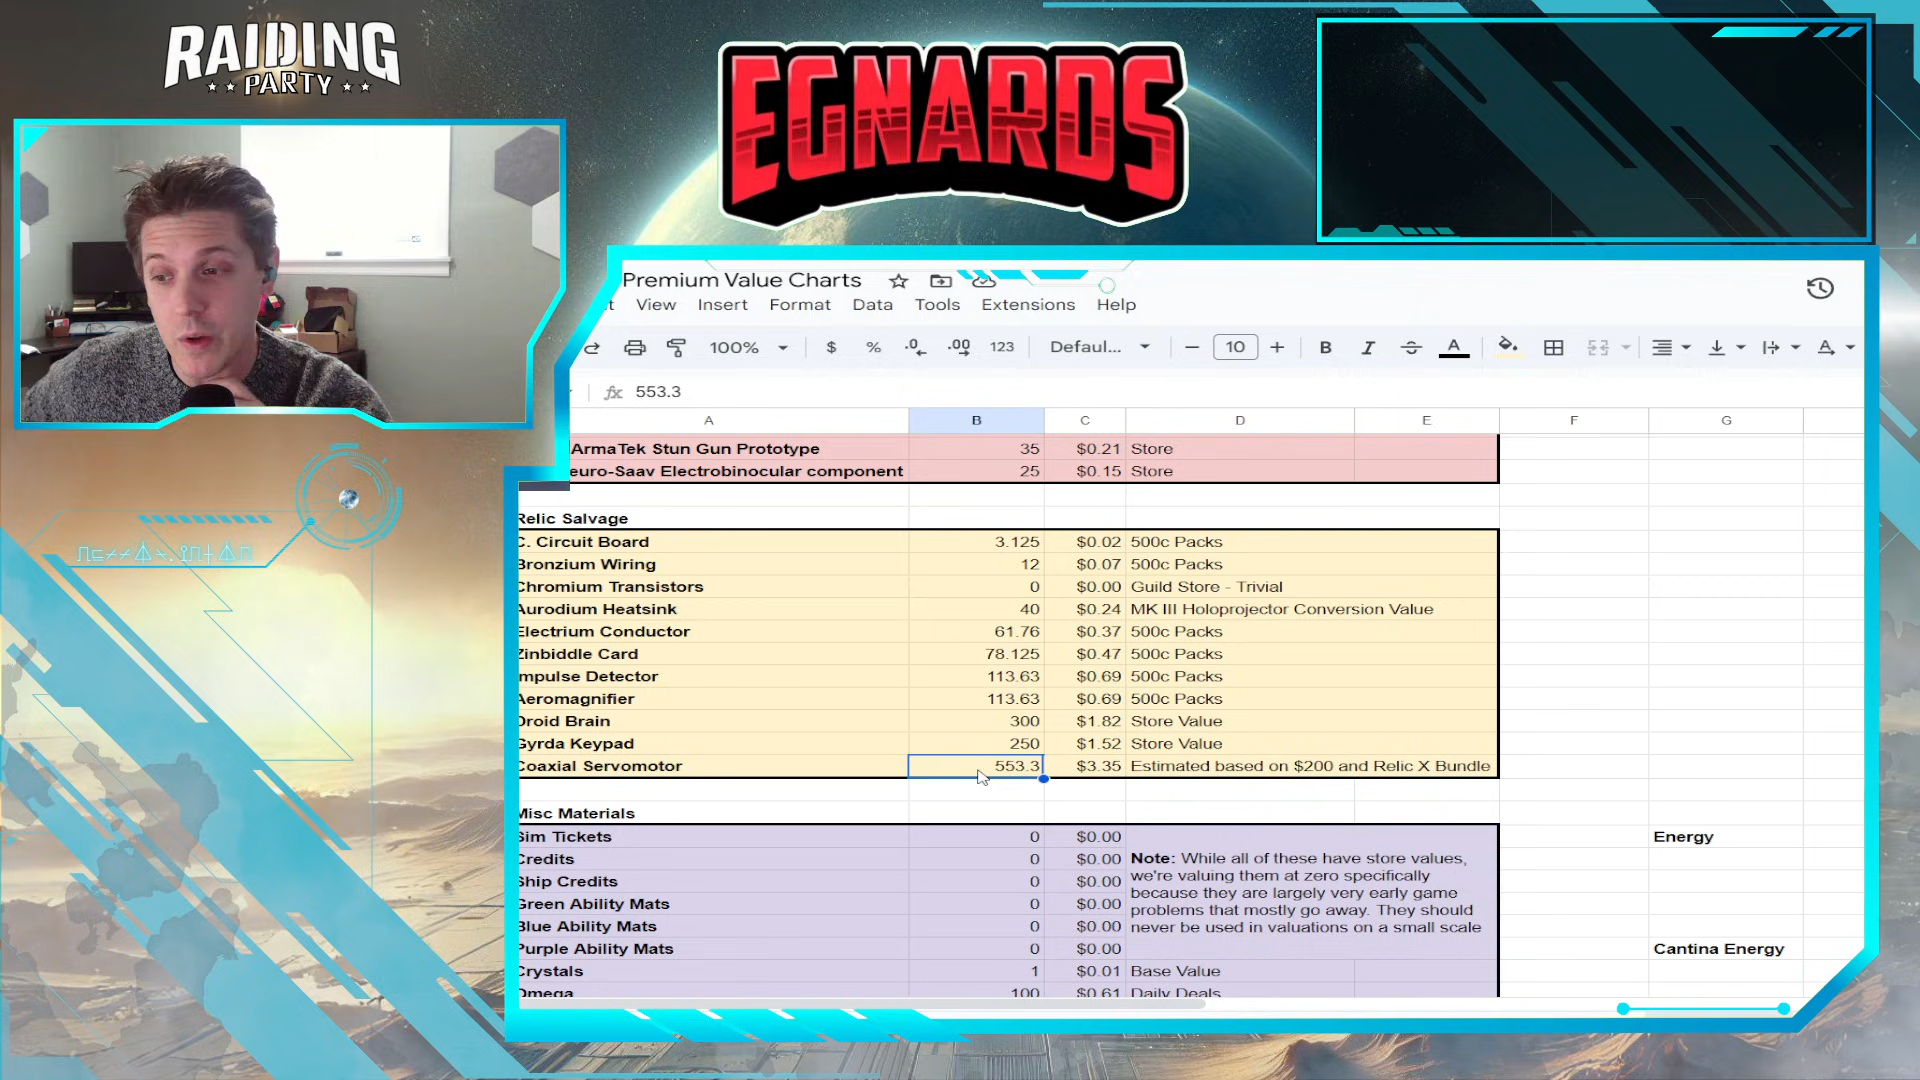 RAIDING
PARTY
EGNARDS
Premium Value Charts
View Insert Format Data Tools Extensions Help
100% $ % .0 .00 123 Defaul... 10 B I A A
fx 553.3
A B C D E F G
ArmaTek Stun Gun Prototype 35 $0.21 Store
euro-Saav Electrobinocular component 25 $0.15 Store
Relic Salvage
C. Circuit Board 3.125 $0.02 500c Packs
Bronzium Wiring 12 $0.07 500c Packs
Chromium Transistors 0 $0.00 Guild Store - Trivial
Aurodium Heatsink 40 $0.24 MK III Holoprojector Conversion Value
Electrium Conductor 61.76 $0.37 500c Packs
Zinbiddle Card 78.125 $0.47 500c Packs
mpulse Detector 113.63 $0.69 500c Packs
Aeromagnifier 113.63 $0.69 500c Packs
Droid Brain 300 $1.82 Store Value
Gyrda Keypad 250 $1.52 Store Value
Coaxial Servomotor 553.3 $3.35 Estimated based on $200 and Relic X Bundle
Misc Materials
Sim Tickets 0 $0.00 Energy
Credits 0 $0.00 Note: While all of these have store values,
we're valuing them at zero specifically
Ship Credits 0 $0.00
because they are largely very early game
Green Ability Mats 0 $0.00
problems that mostly go away. They should
Blue Ability Mats 0 $0.00 never be used in valuations on a small scale
Purple Ability Mats 0 $0.00 Cantina Energy
Crystals 1 $0.01 Base Value
Omega 100 $0.61 Daily Deals